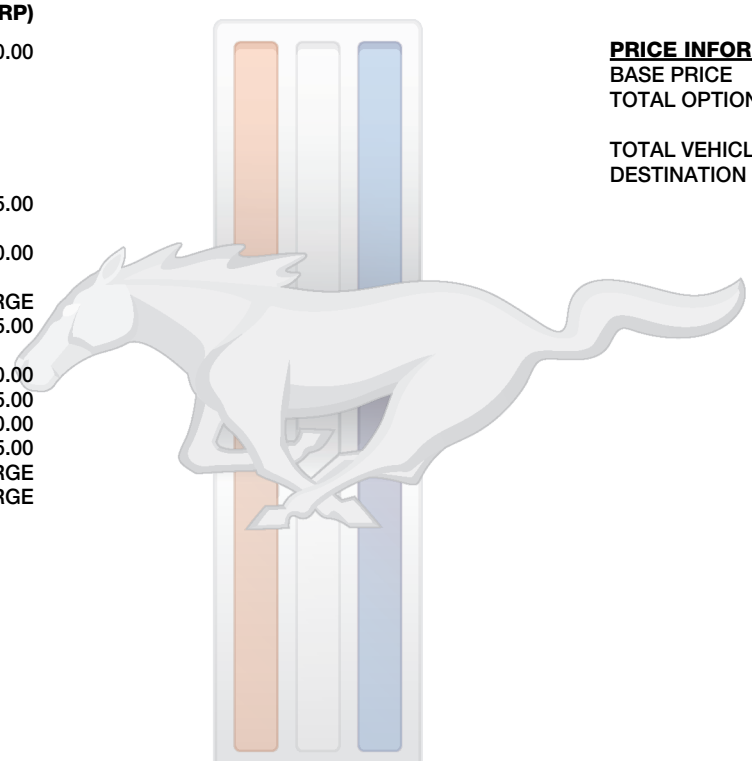 RP)
0.00
5.00
0.00
RGE
5.00
0.00
5.00
0.00
5.00
RGE
RGE
PRICE INFOR
BASE PRICE
TOTAL OPTION
TOTAL VEHICL
DESTINATION